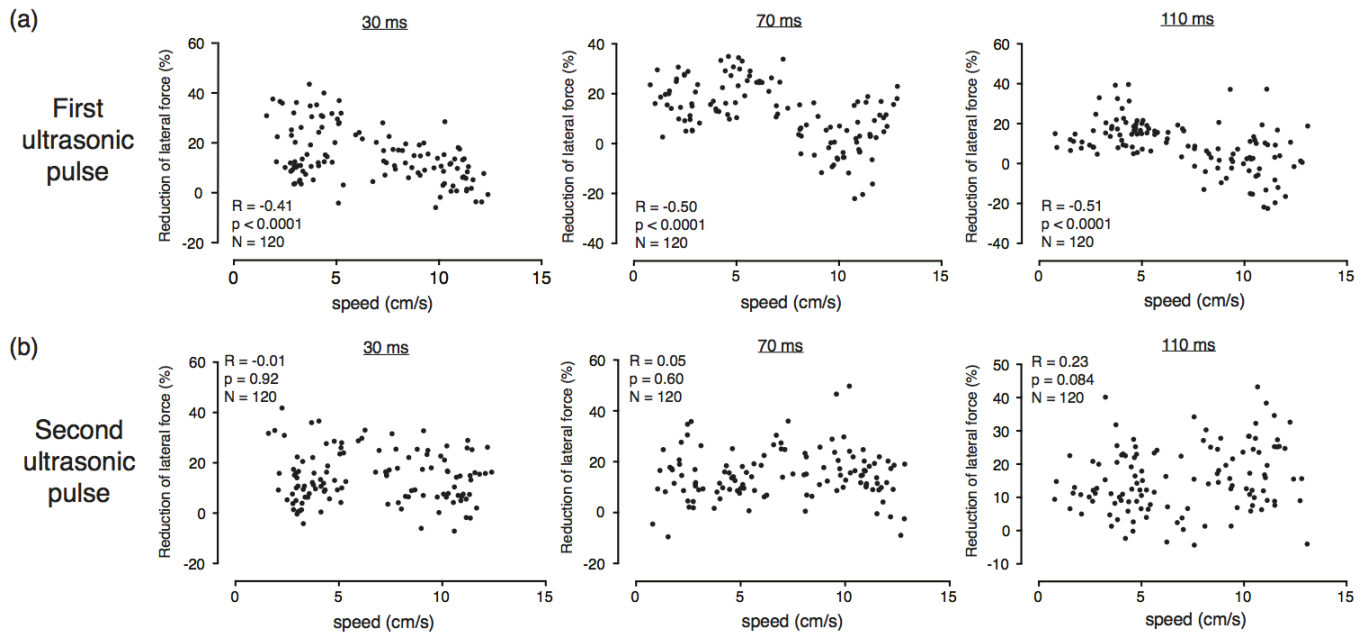 (a)
First
ultrasonic
pulse
30 ms
Reduction of lateral force (%)
60
40
20
0
-20
R = -0.41
p < 0.0001
N = 120
0
5
10
15
speed (cm/s)
70 ms
Reduction of lateral force (%)
40
20
0
-20
-40
R = -0.50
p < 0.0001
N = 120
0
5
10
15
speed (cm/s)
110 ms
Reduction of lateral force (%)
60
40
20
0
-20
-40
R = -0.51
p < 0.0001
N = 120
0
5
10
15
speed (cm/s)
(b)
Second
ultrasonic
pulse
30 ms
Reduction of lateral force (%)
60
40
20
0
-20
R = -0.01
p = 0.92
N = 120
0
5
10
15
speed (cm/s)
70 ms
Reduction of lateral force (%)
60
40
20
0
-20
R = 0.05
p = 0.60
N = 120
0
5
10
15
speed (cm/s)
110 ms
Reduction of lateral force (%)
50
40
30
20
10
0
-10
R = 0.23
p = 0.084
N = 120
0
5
10
15
speed (cm/s)